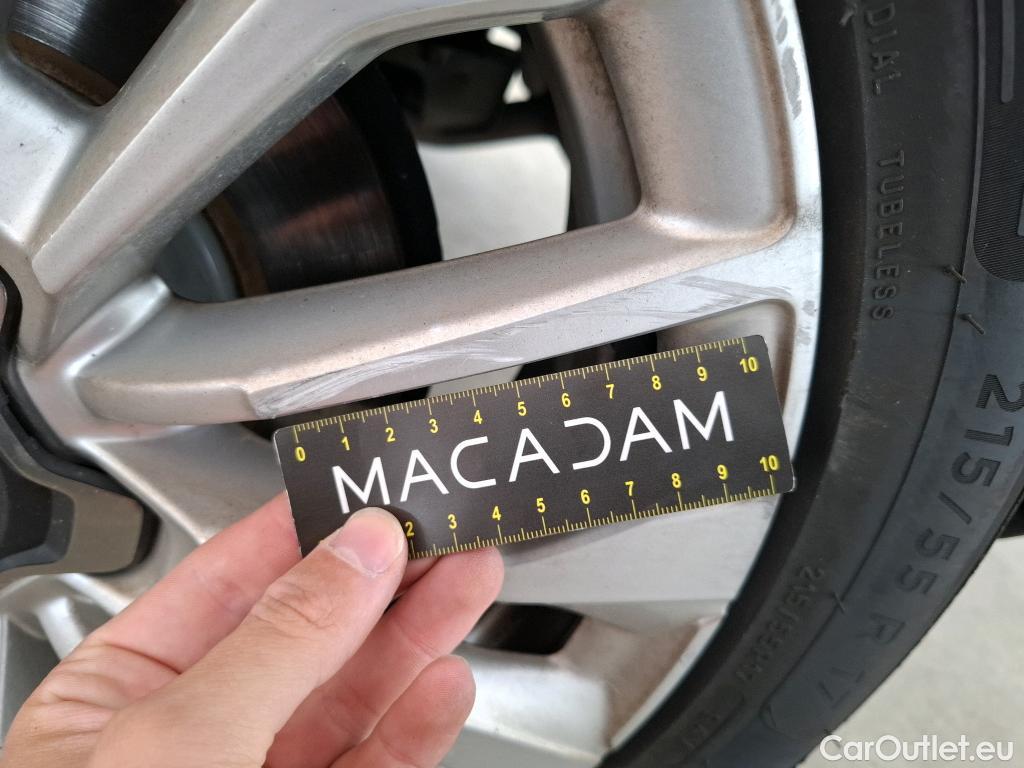 DIAL TUBELESS
0 1 2 3 4 5 6 7 8 9 10
MACADAM
2 3 4 5 6 7 8 9 10
215/55 R 17
CarOutlet.eu